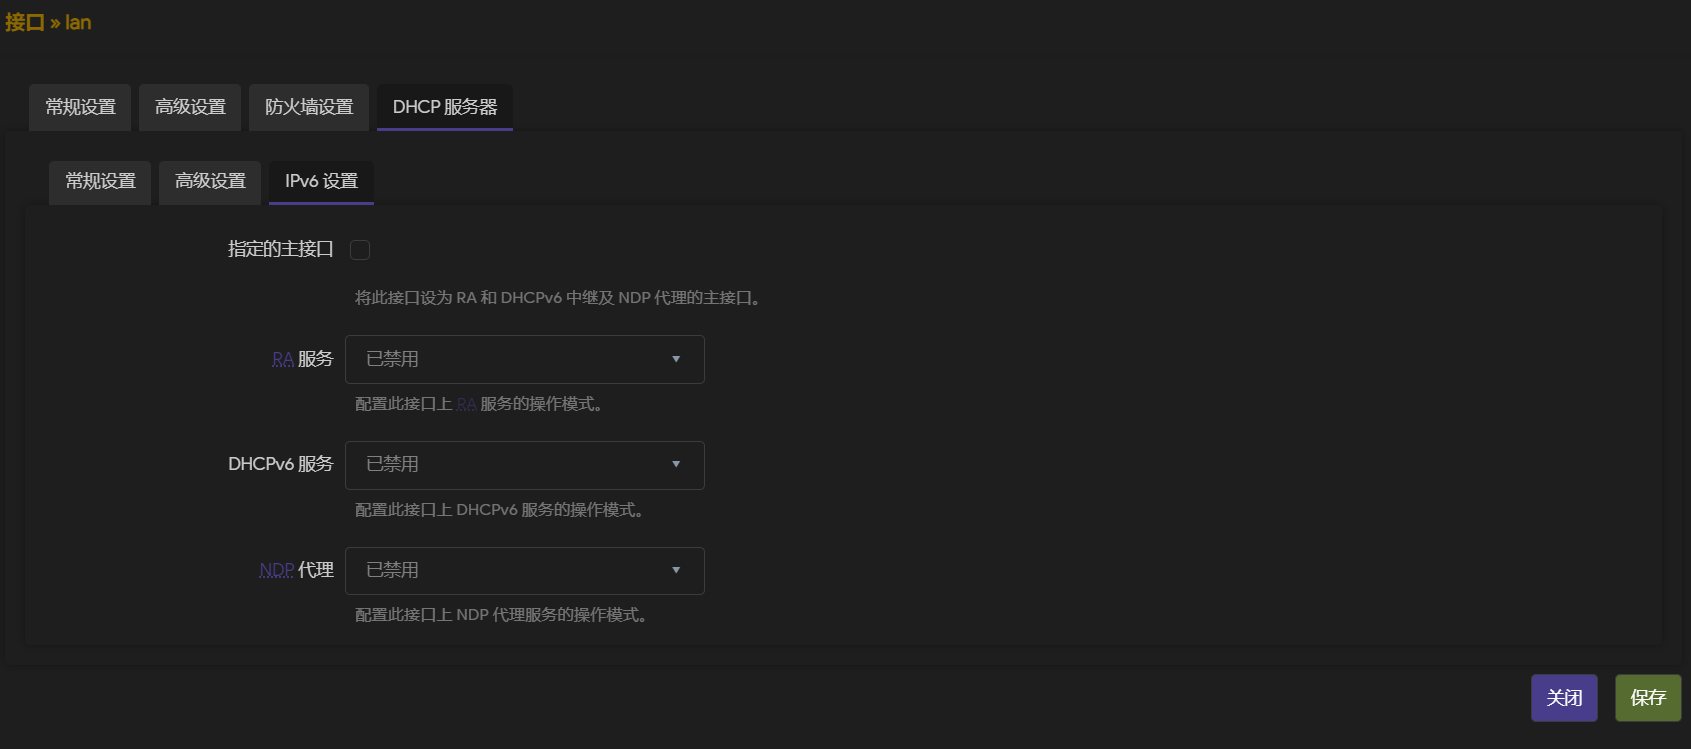 接口 » lan
常规设置 高级设置 防火墙设置 DHCP 服务器
常规设置 高级设置 IPv6 设置
指定的主接口
将此接口设为 RA 和 DHCPv6 中继及 NDP 代理的主接口。
RA 服务 已禁用
配置此接口上 RA 服务的操作模式。
DHCPv6 服务 已禁用
配置此接口上 DHCPv6 服务的操作模式。
NDP 代理 已禁用
配置此接口上 NDP 代理服务的操作模式。
关闭 保存